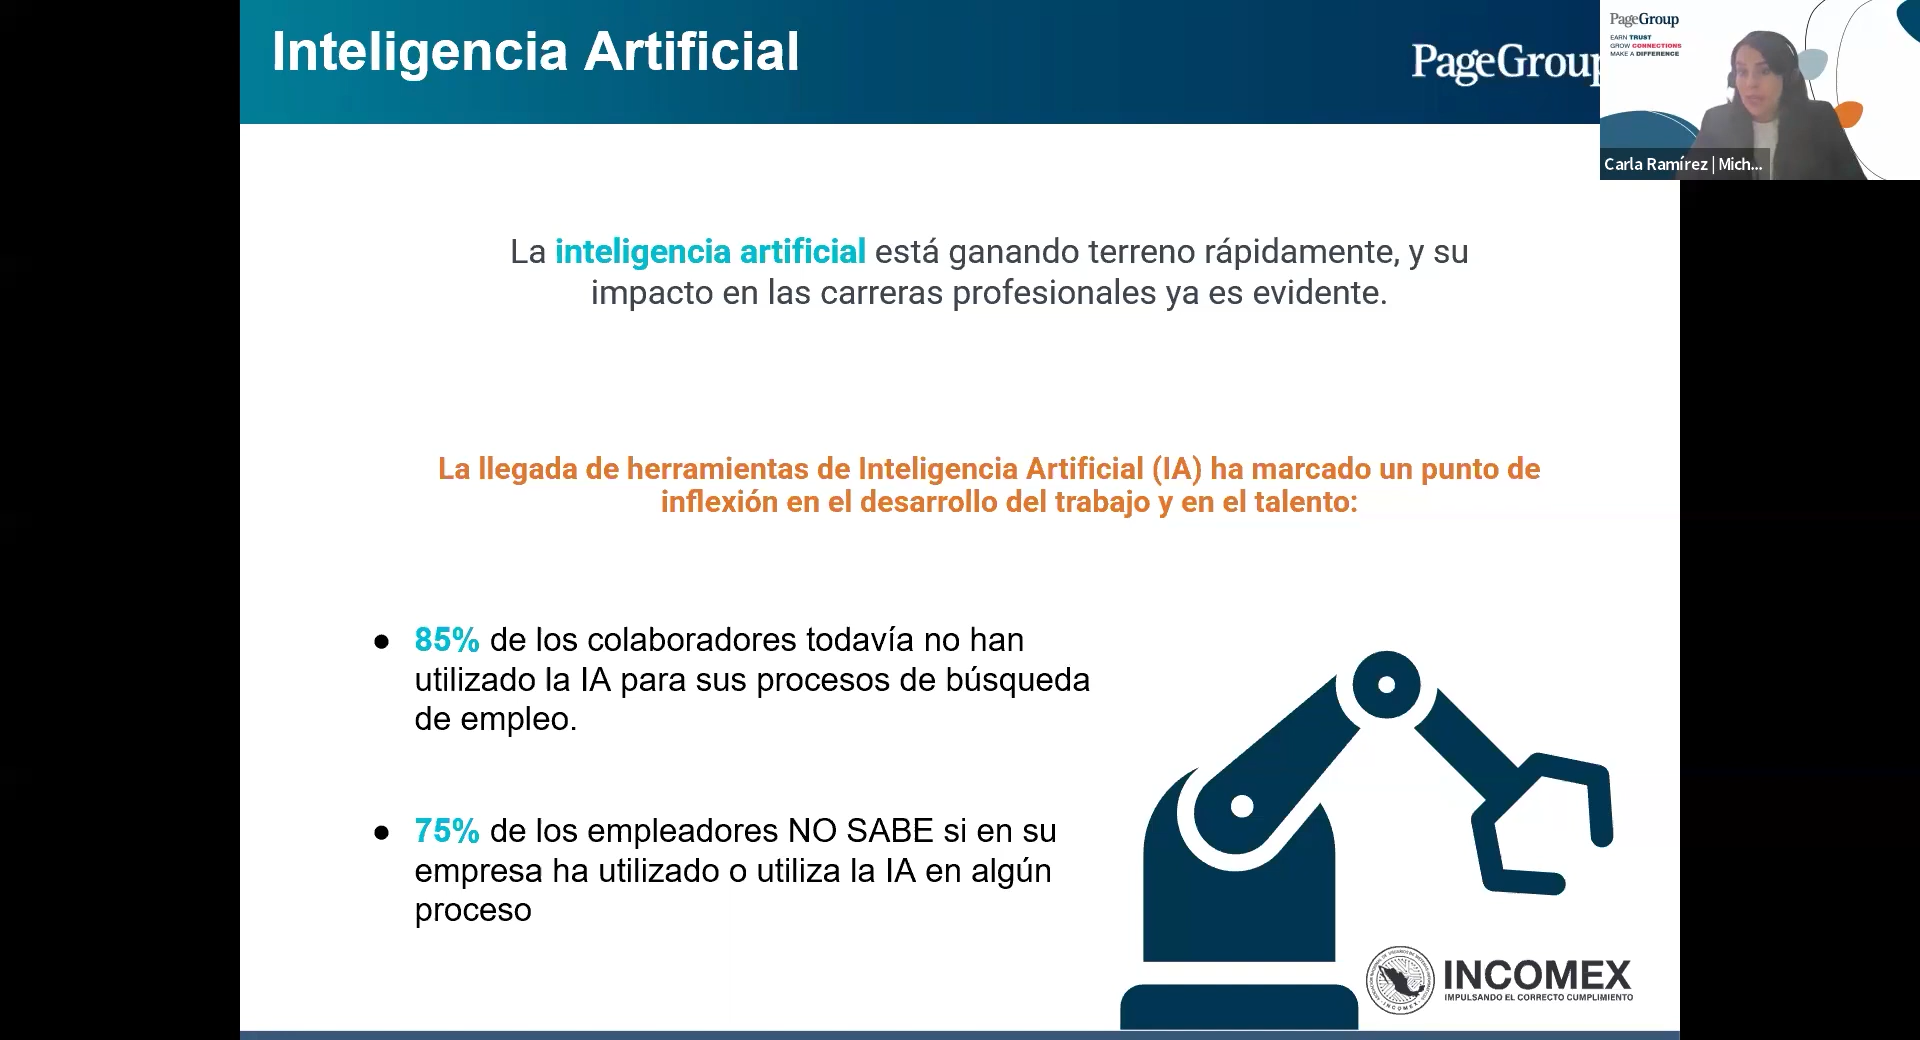 Inteligencia Artificial
PageGroup
PageGroup
EARN TRUST
GROW CONNECTIONS
MAKE A DIFFERENCE
Carla Ramírez | Mich...
La inteligencia artificial está ganando terreno rápidamente, y su
impacto en las carreras profesionales ya es evidente.
La llegada de herramientas de Inteligencia Artificial (IA) ha marcado un punto de
inflexión en el desarrollo del trabajo y en el talento:
● 85% de los colaboradores todavía no han
utilizado la IA para sus procesos de búsqueda
de empleo.
● 75% de los empleadores NO SABE si en su
empresa ha utilizado o utiliza la IA en algún
proceso
INCOMEX
IMPULSANDO EL CORRECTO CUMPLIMIENTO